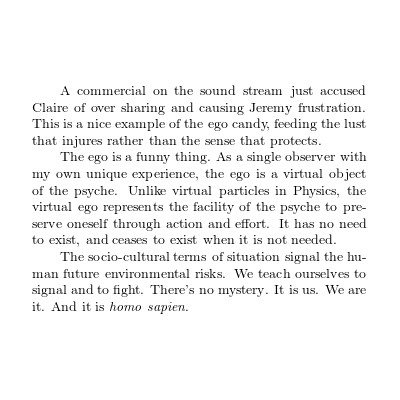 A commercial on the sound stream just accused
Claire of over sharing and causing Jeremy frustration.
This is a nice example of the ego candy, feeding the lust
that injures rather than the sense that protects.
The ego is a funny thing. As a single observer with
my own unique experience, the ego is a virtual object
of the psyche. Unlike virtual particles in Physics, the
virtual ego represents the facility of the psyche to pre-
serve oneself through action and effort. It has no need
to exist, and ceases to exist when it is not needed.
The socio-cultural terms of situation signal the hu-
man future environmental risks. We teach ourselves to
signal and to fight. There's no mystery. It is us. We are
it. And it is homo sapien.